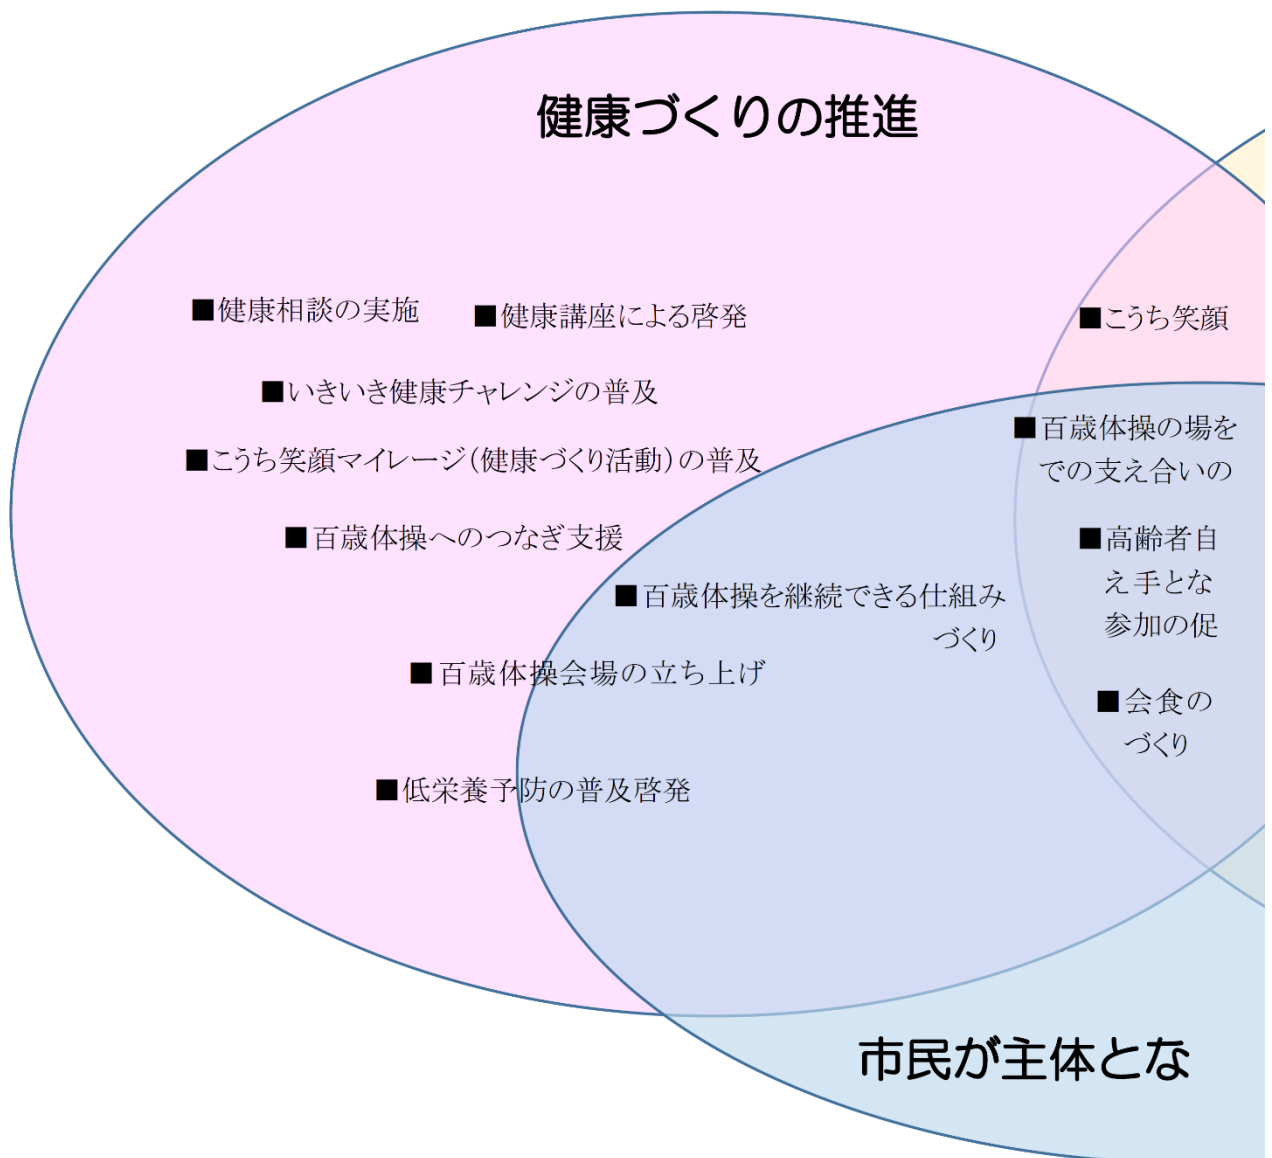 健康づくりの推進
■健康相談の実施
■健康講座による啓発
■こうち笑顔
■いきいき健康チャレンジの普及
■百歳体操の場を
での支え合いの
■こうち笑顔マイレージ(健康づくり活動)の普及
■百歳体操へのつなぎ支援
■高齢者自
え手とな
参加の促
■百歳体操を継続できる仕組み
づくり
■百歳体操会場の立ち上げ
■会食の
づくり
■低栄養予防の普及啓発
市民が主体とな